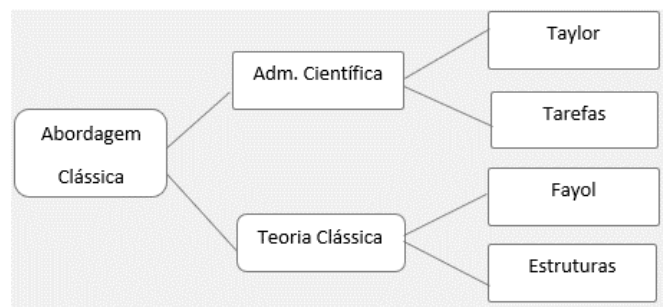 Abordagem
Clássica
Adm. Científica
Teoria Clássica
Taylor
Tarefas
Fayol
Estruturas